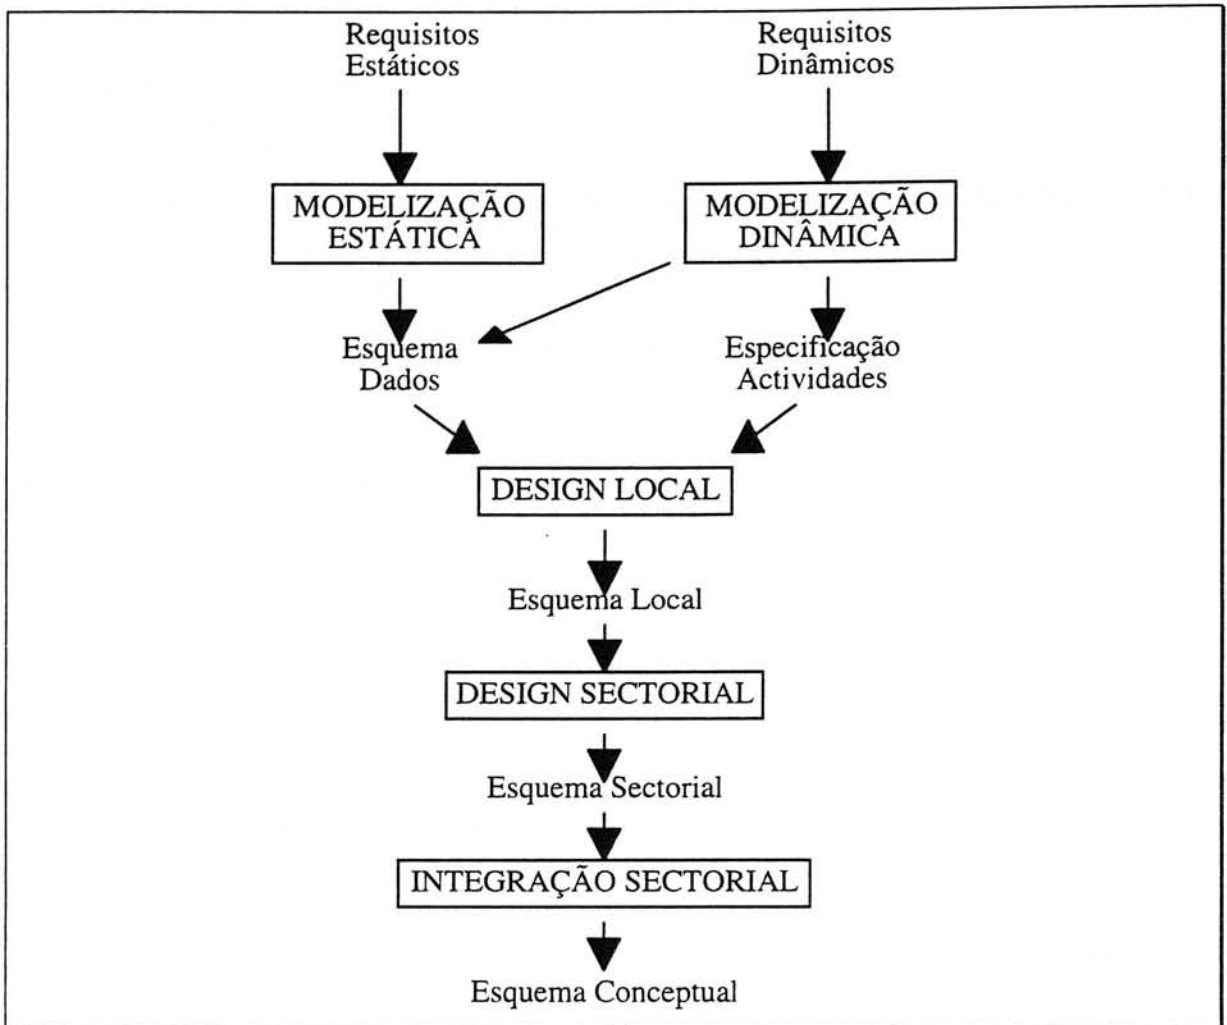 Requisitos
Estáticos
Requisitos
Dinâmicos
MODELIZAÇÃO
ESTÁTICA
MODELIZAÇÃO
DINÂMICA
Esquema
Dados
Especificação
Actividades
DESIGN LOCAL
Esquema Local
DESIGN SECTORIAL
Esquema Sectorial
INTEGRAÇÃO SECTORIAL
Esquema Conceptual